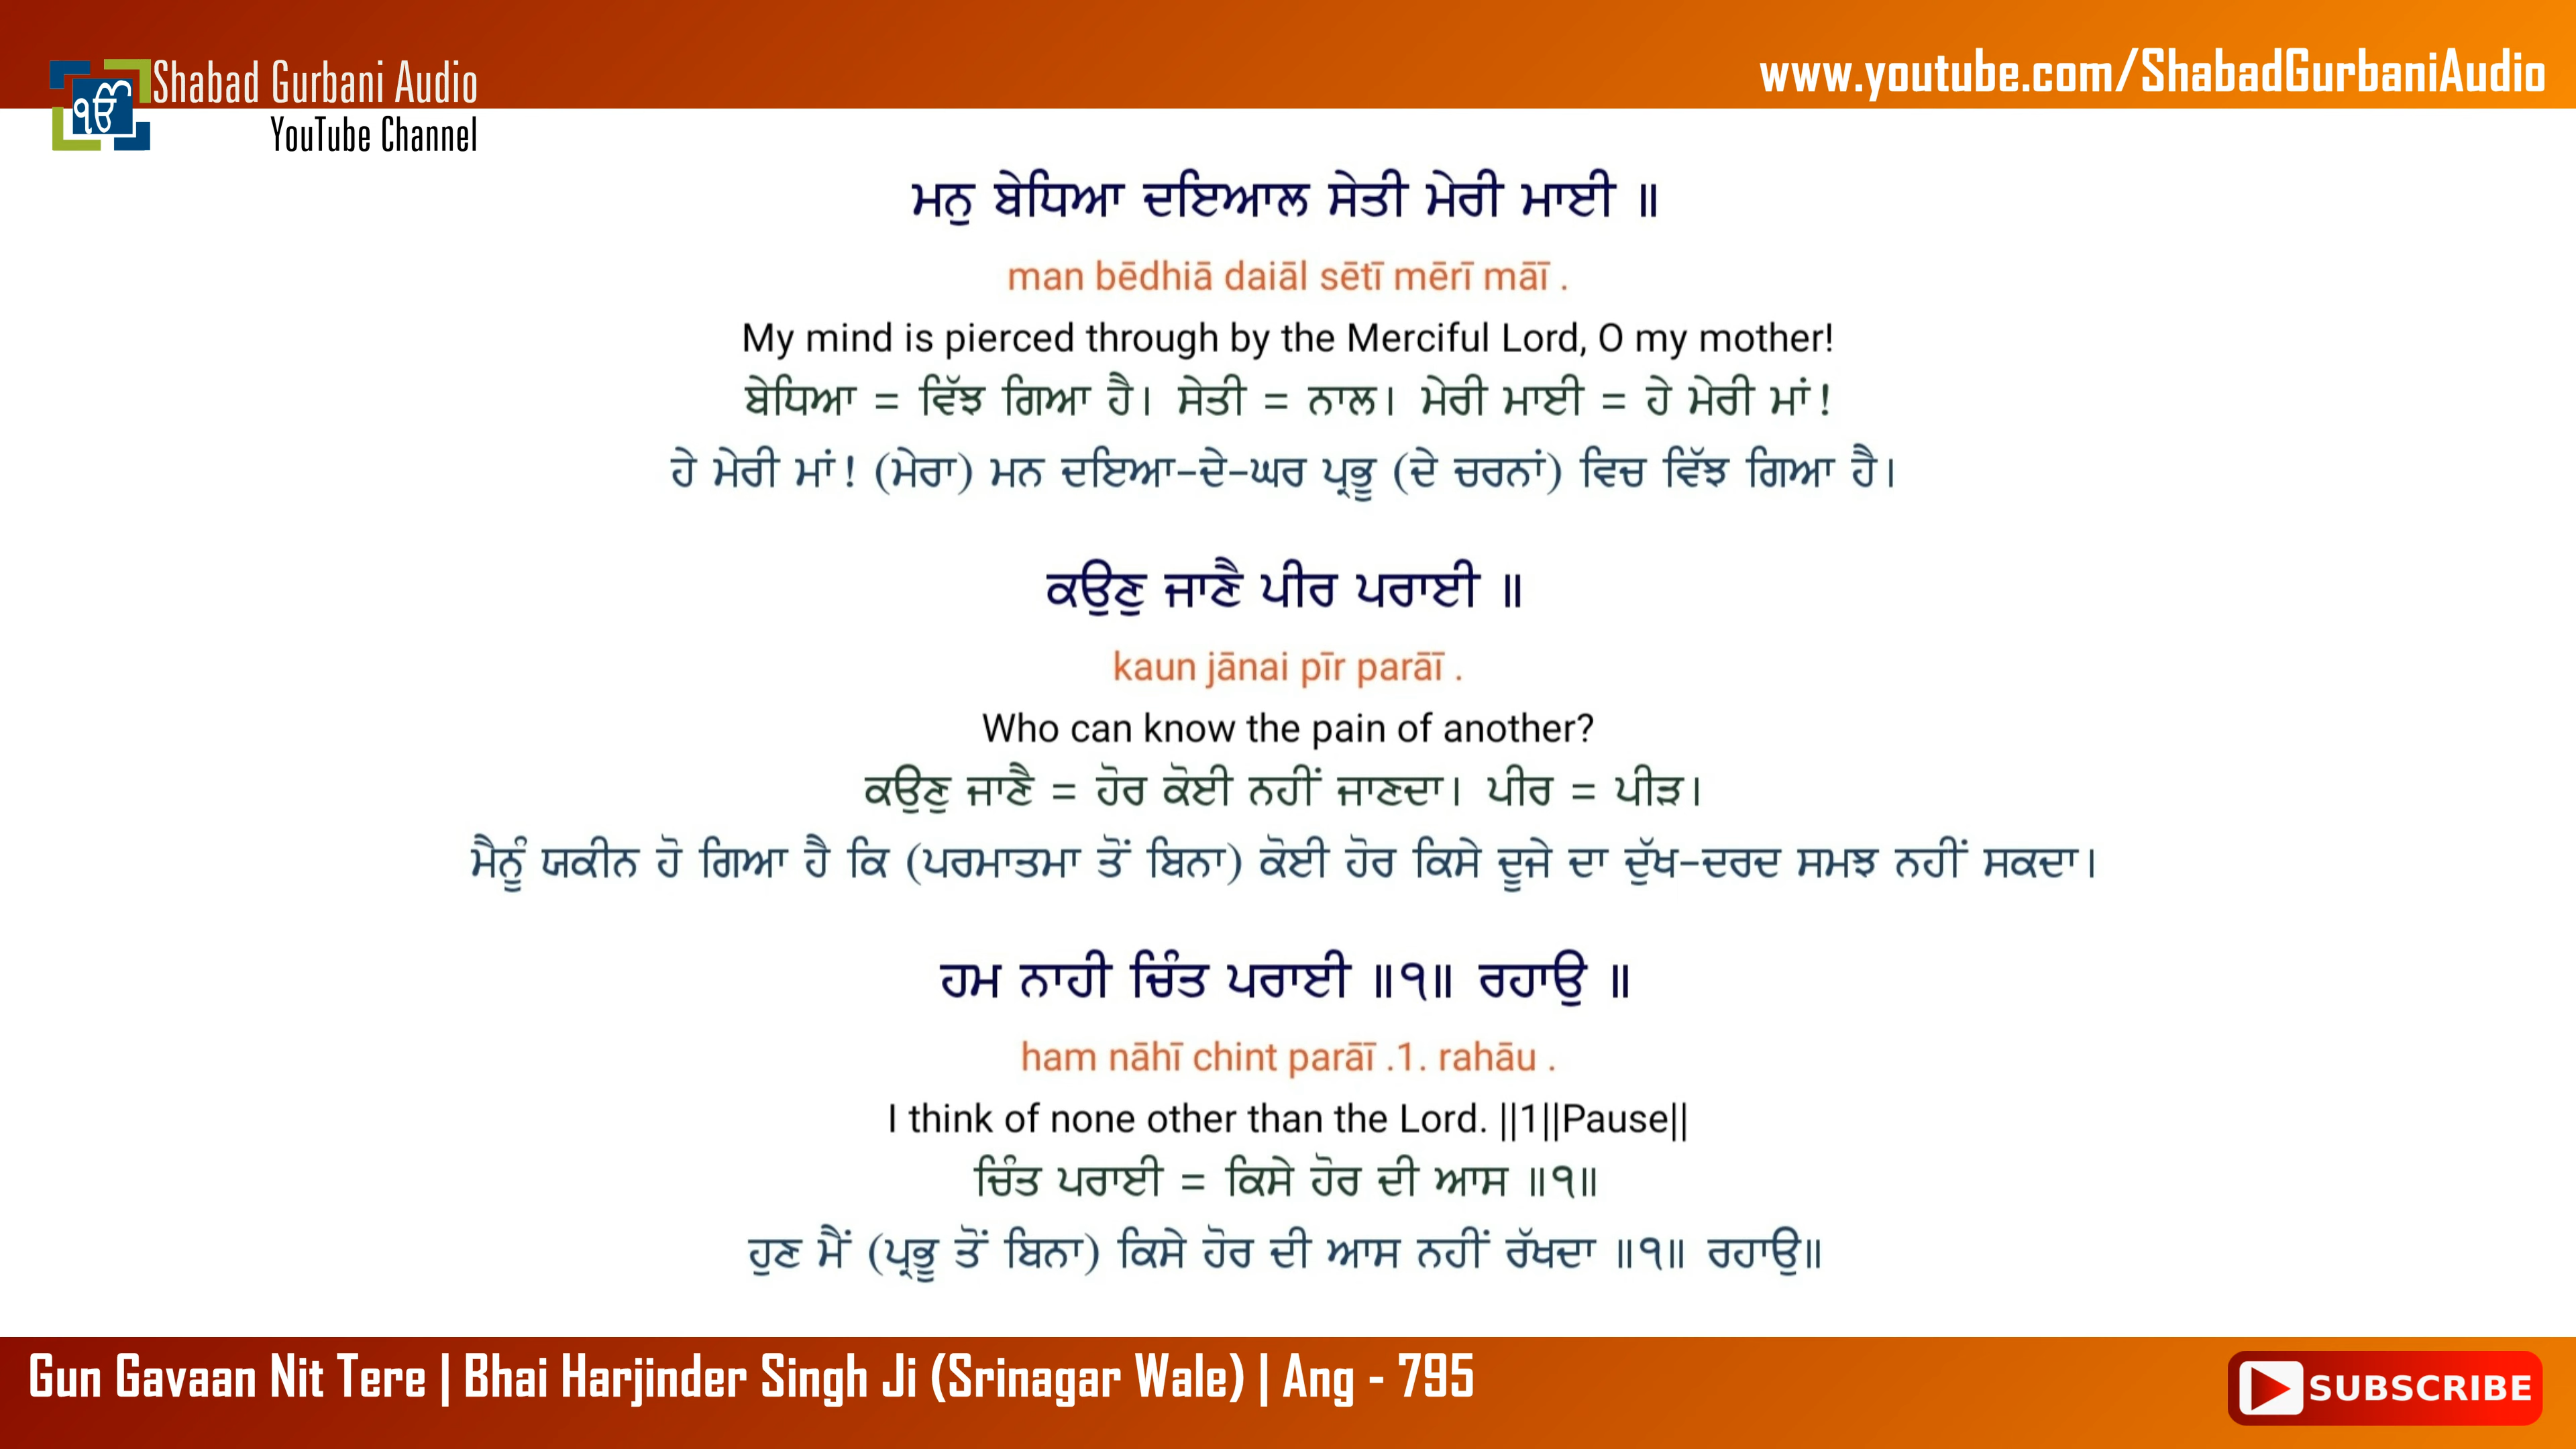 Shabad Gurbani Audio
YouTube Channel
www.youtube.com/ShabadGurbaniAudio
ੴ
ਮਨੁ ਬੇਧਿਆ ਦਇਆਲ ਸੇਤੀ ਮੇਰੀ ਮਾਈ ॥
man bēdhiā daiāl sētī mērī māī .
My mind is pierced through by the Merciful Lord, O my mother!
ਬੇਧਿਆ = ਵਿੱਝ ਗਿਆ ਹੈ। ਸੇਤੀ = ਨਾਲ। ਮੇਰੀ ਮਾਈ = ਹੇ ਮੇਰੀ ਮਾਂ!
ਹੇ ਮੇਰੀ ਮਾਂ! (ਮੇਰਾ) ਮਨ ਦਇਆ-ਦੇ-ਘਰ ਪ੍ਰਭੂ (ਦੇ ਚਰਨਾਂ) ਵਿਚ ਵਿੱਝ ਗਿਆ ਹੈ।
ਕਉਣੁ ਜਾਣੈ ਪੀਰ ਪਰਾਈ ॥
kaun jānai pīr parāī .
Who can know the pain of another?
ਕਉਣੁ ਜਾਣੈ = ਹੋਰ ਕੋਈ ਨਹੀਂ ਜਾਣਦਾ। ਪੀਰ = ਪੀੜ।
ਮੈਨੂੰ ਯਕੀਨ ਹੋ ਗਿਆ ਹੈ ਕਿ (ਪਰਮਾਤਮਾ ਤੋਂ ਬਿਨਾ) ਕੋਈ ਹੋਰ ਕਿਸੇ ਦੂਜੇ ਦਾ ਦੁੱਖ-ਦਰਦ ਸਮਝ ਨਹੀਂ ਸਕਦਾ।
ਹਮ ਨਾਹੀ ਚਿੰਤ ਪਰਾਈ ॥੧॥ ਰਹਾਉ ॥
ham nāhī chint parāī .1. rahāu .
I think of none other than the Lord. ||1||Pause||
ਚਿੰਤ ਪਰਾਈ = ਕਿਸੇ ਹੋਰ ਦੀ ਆਸ ॥੧॥
ਹੁਣ ਮੈਂ (ਪ੍ਰਭੂ ਤੋਂ ਬਿਨਾ) ਕਿਸੇ ਹੋਰ ਦੀ ਆਸ ਨਹੀਂ ਰੱਖਦਾ ॥੧॥ ਰਹਾਉ॥
Gun Gavaan Nit Tere | Bhai Harjinder Singh Ji (Srinagar Wale) | Ang - 795
SUBSCRIBE